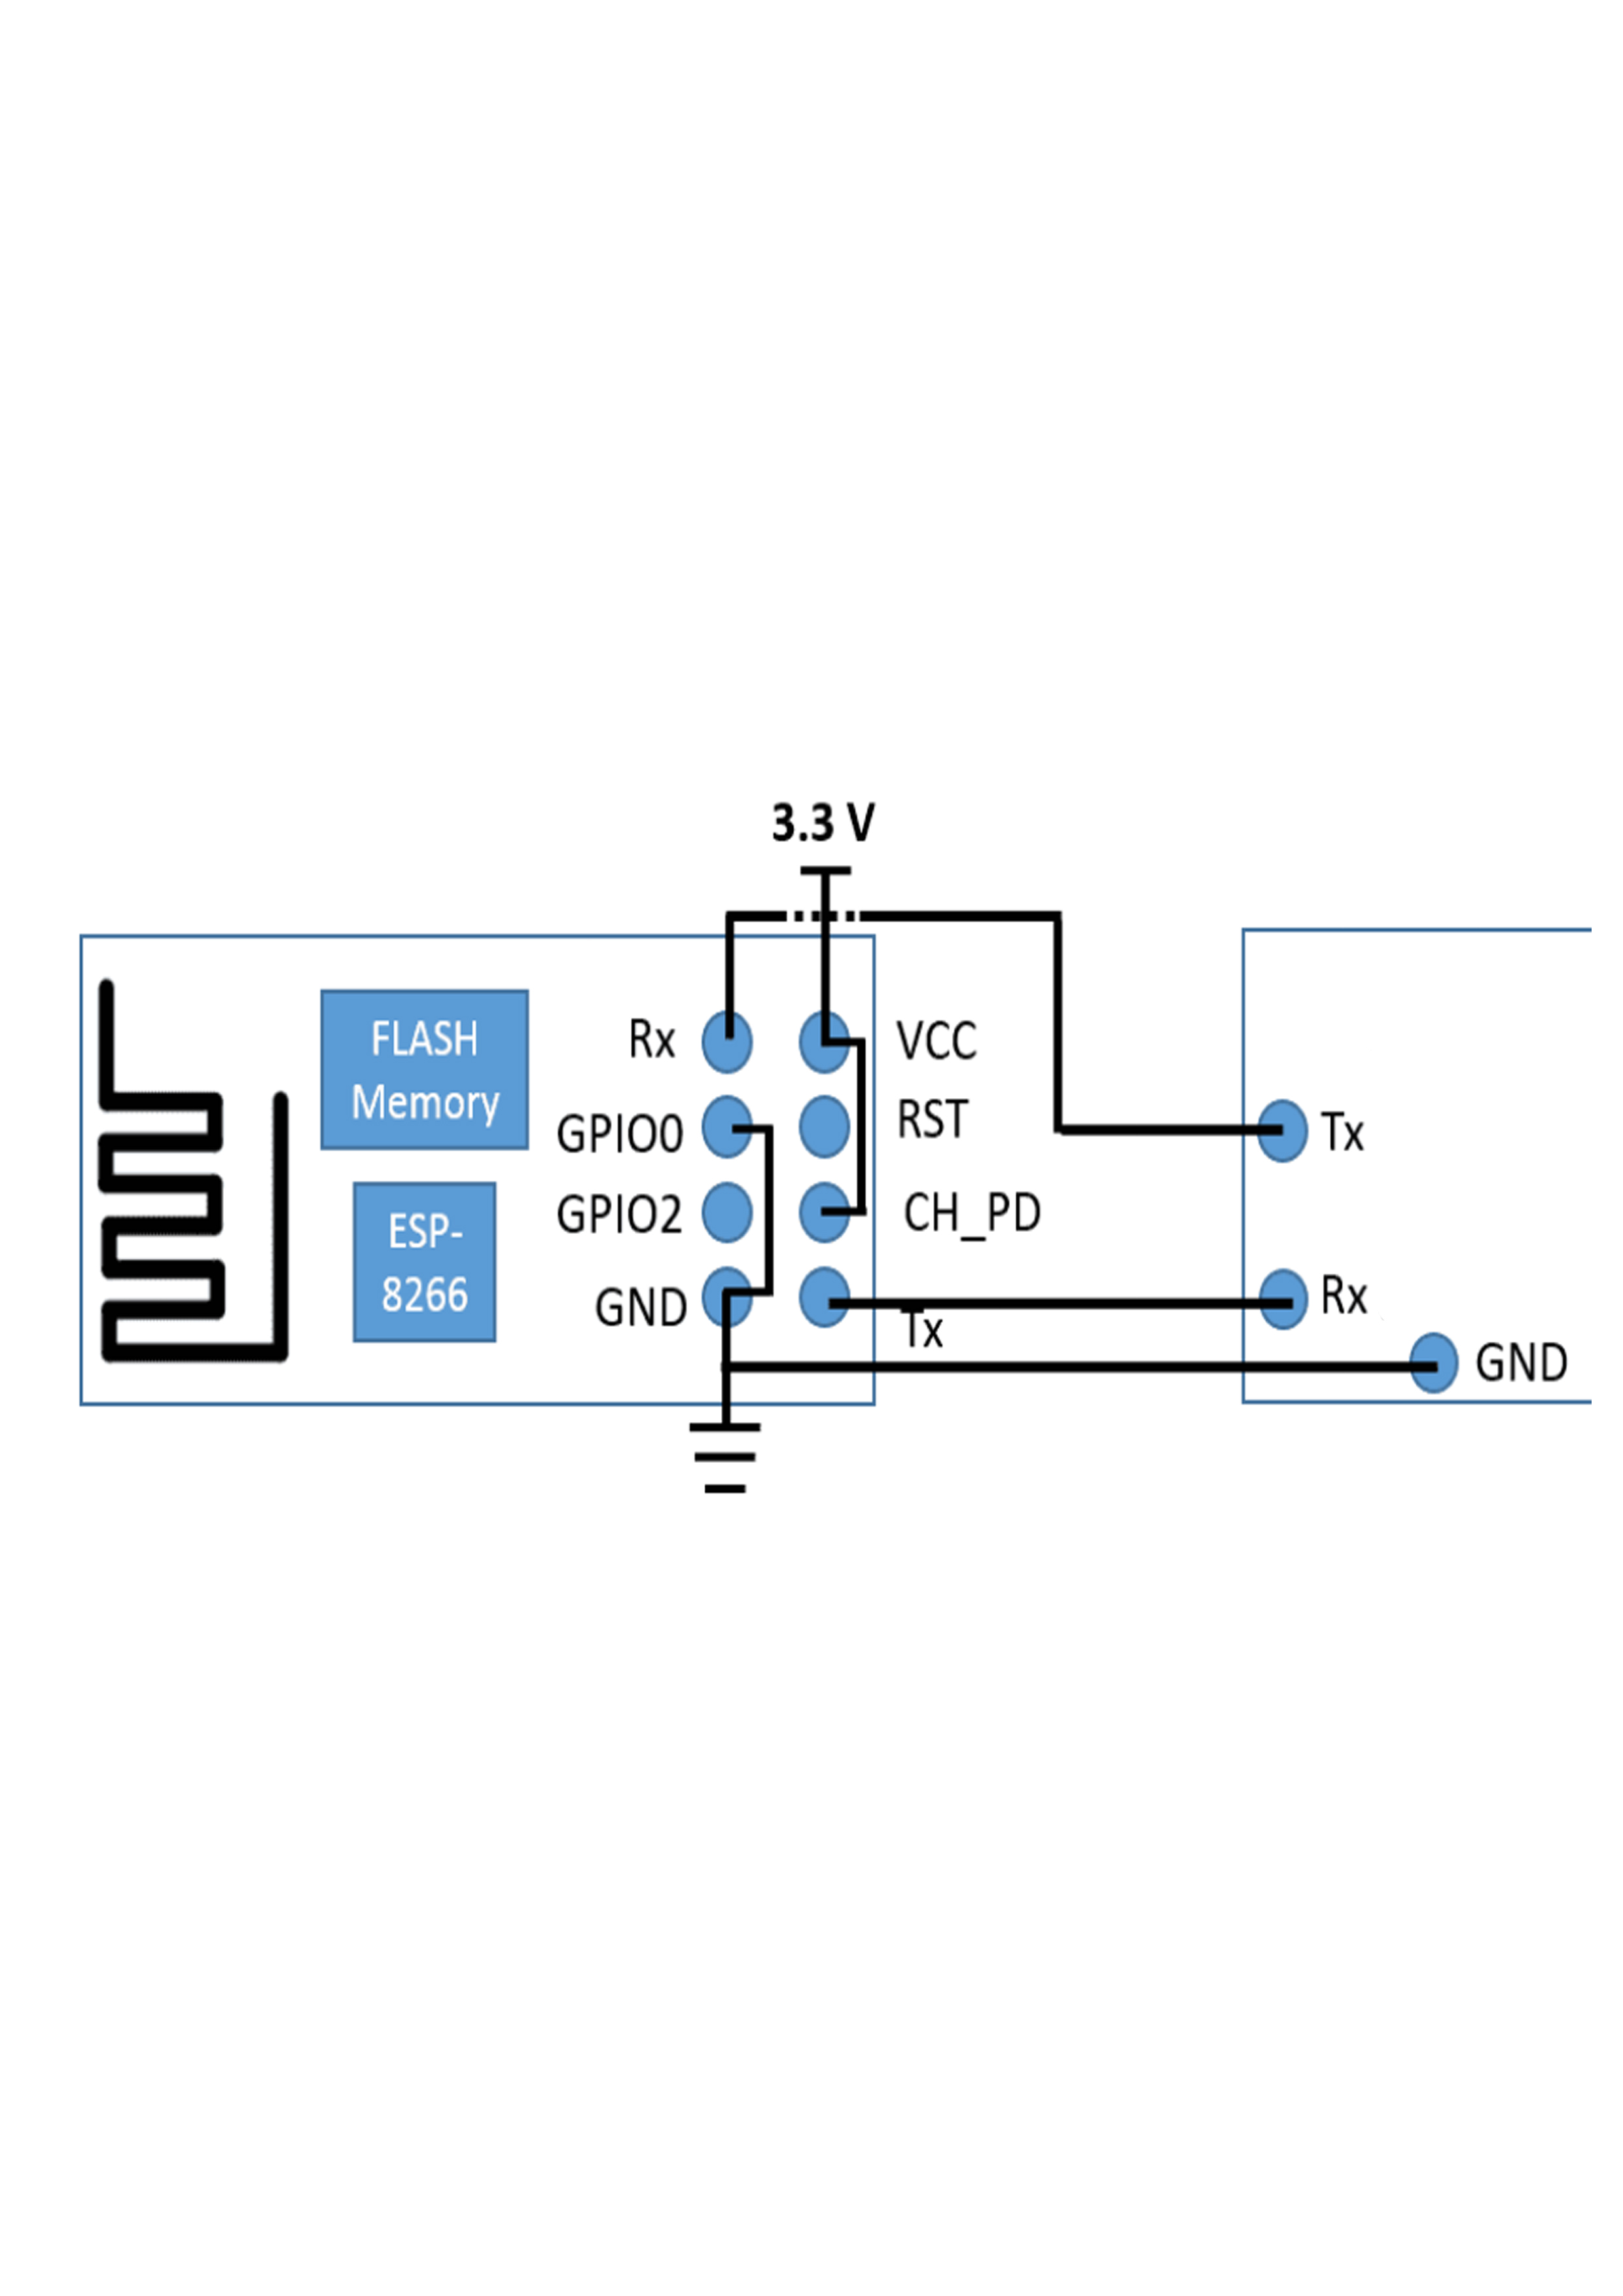 3.3 V
FLASH
Memory
Rx
VCC
GPIO0
RST
Tx
ESP-
8266
GPIO2
CH_PD
GND
Tx
Rx
GND